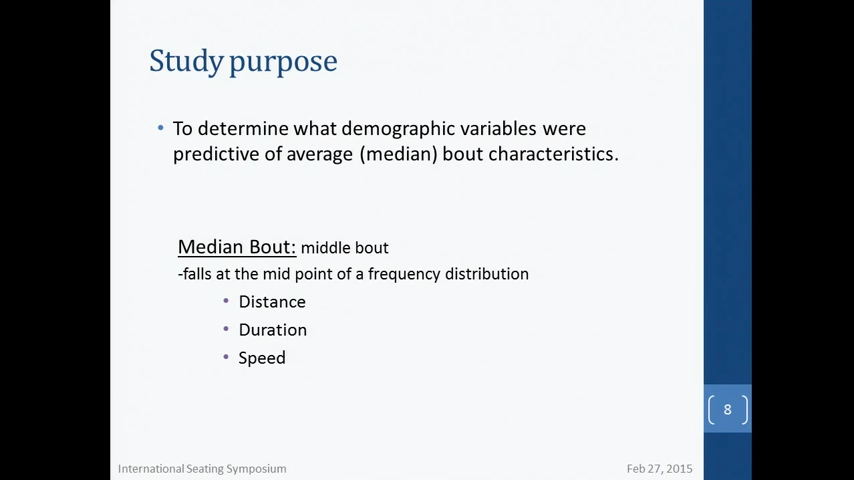 Study purpose
• To determine what demographic variables were
predictive of average (median) bout characteristics.
Median Bout: middle bout
-falls at the mid point of a frequency distribution
• Distance
• Duration
• Speed
8
International Seating Symposium
Feb 27, 2015